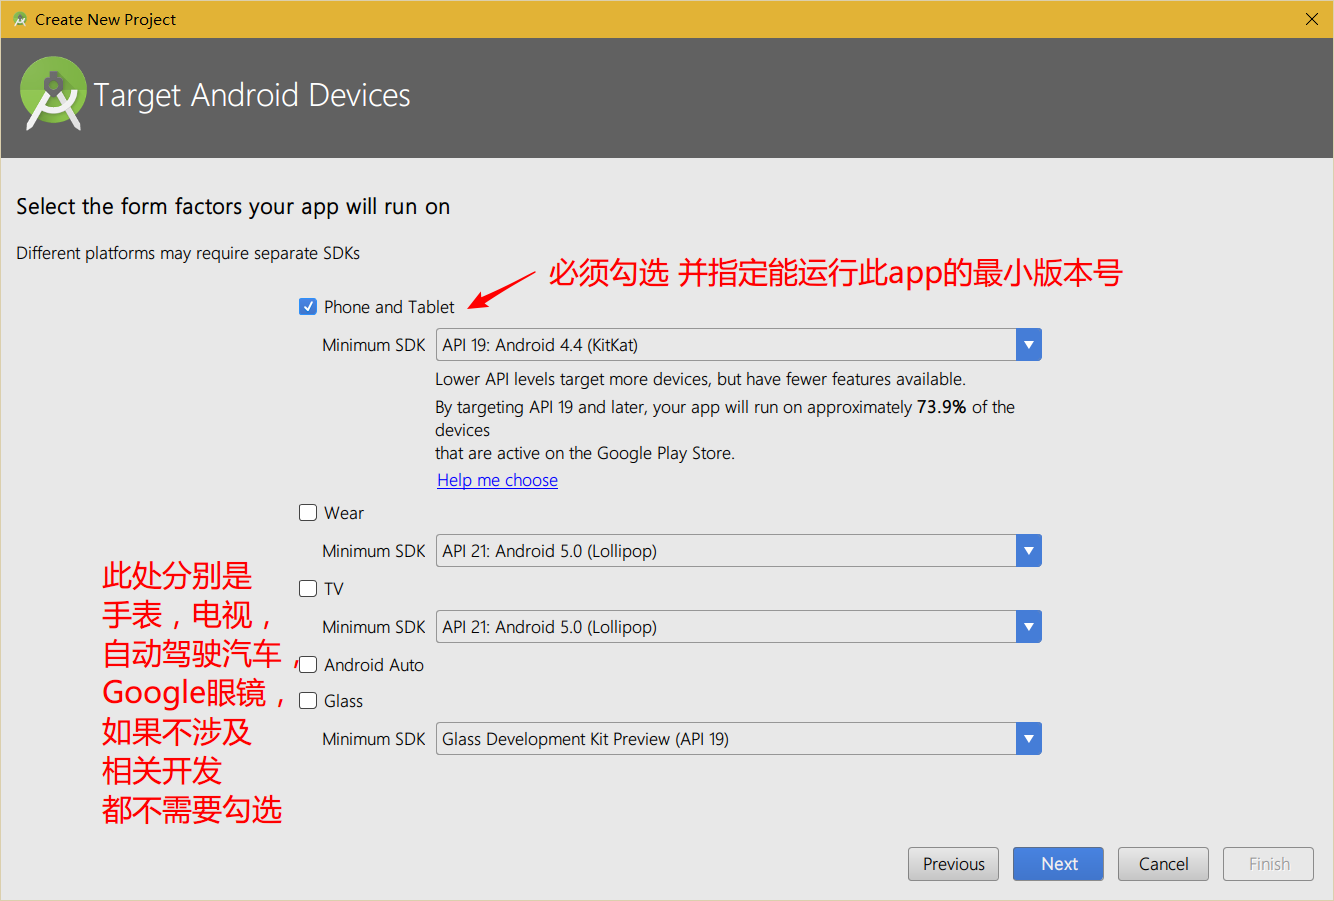 Create New Project
Target Android Devices
Select the form factors your app will run on
Different platforms may require separate SDKs
必须勾选 并指定能运行此app的最小版本号
Phone and Tablet
Minimum SDK API 19: Android 4.4 (KitKat)
Lower API levels target more devices, but have fewer features available.
By targeting API 19 and later, your app will run on approximately 73.9% of the
devices
that are active on the Google Play Store.
Help me choose
Wear
Minimum SDK API 21: Android 5.0 (Lollipop)
TV
Minimum SDK API 21: Android 5.0 (Lollipop)
Android Auto
Glass
Minimum SDK Glass Development Kit Preview (API 19)
此处分别是
手表，电视，
自动驾驶汽车，
Google眼镜，
如果不涉及
相关开发
都不需要勾选
Previous Next Cancel Finish